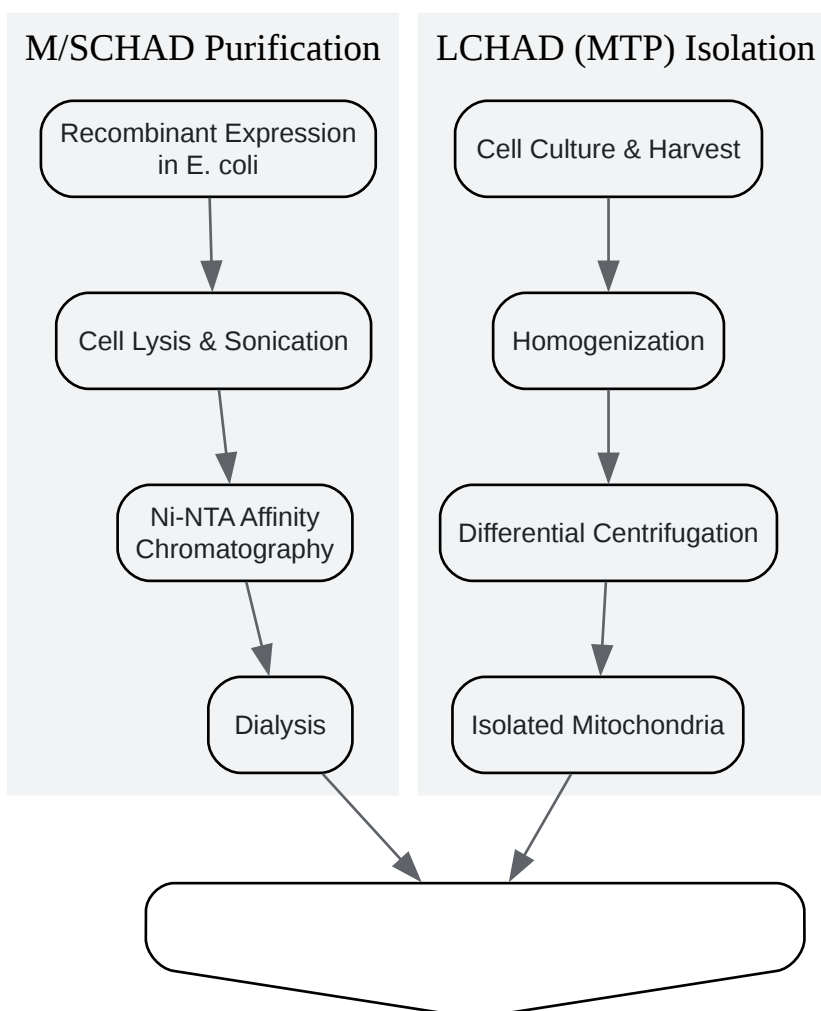 M/SCHAD Purification
Recombinant Expression
in E. coli
Cell Lysis & Sonication
Ni-NTA Affinity
Chromatography
Dialysis
LCHAD (MTP) Isolation
Cell Culture & Harvest
Homogenization
Differential Centrifugation
Isolated Mitochondria